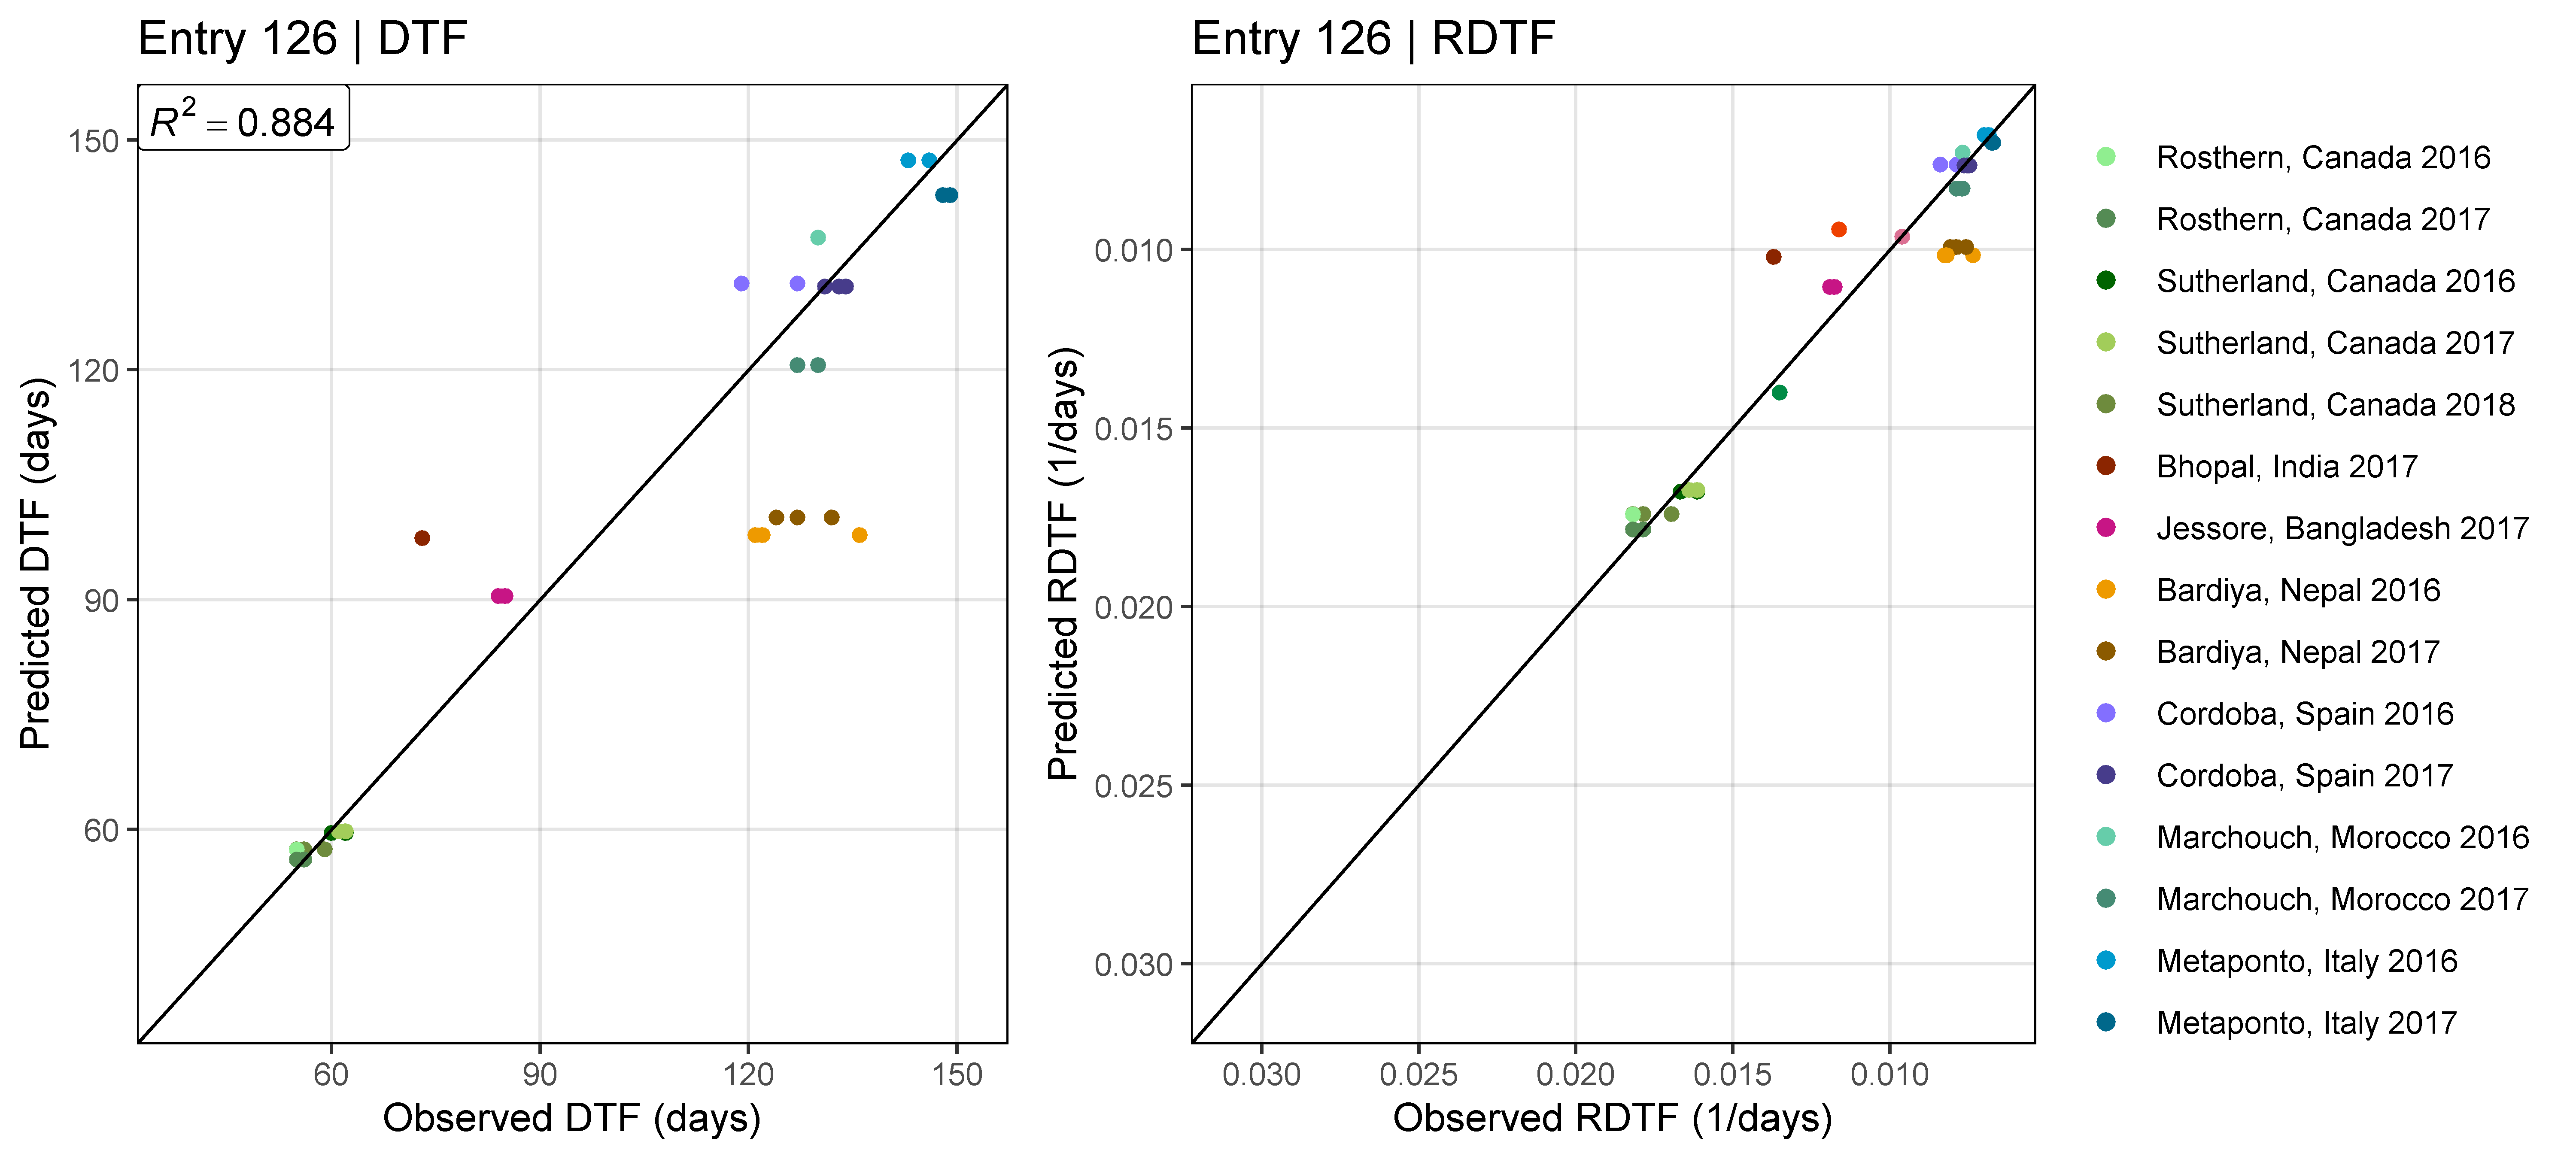 Entry 126 | DTF
R² = 0.884
150
120
90
60
Predicted DTF (days)
60 90 120 150
Observed DTF (days)
Entry 126 | RDTF
0.010
0.015
0.020
0.025
0.030
Predicted RDTF (1/days)
0.030 0.025 0.020 0.015 0.010
Observed RDTF (1/days)
Rosthern, Canada 2016
Rosthern, Canada 2017
Sutherland, Canada 2016
Sutherland, Canada 2017
Sutherland, Canada 2018
Bhopal, India 2017
Jessore, Bangladesh 2017
Bardiya, Nepal 2016
Bardiya, Nepal 2017
Cordoba, Spain 2016
Cordoba, Spain 2017
Marchouch, Morocco 2016
Marchouch, Morocco 2017
Metaponto, Italy 2016
Metaponto, Italy 2017